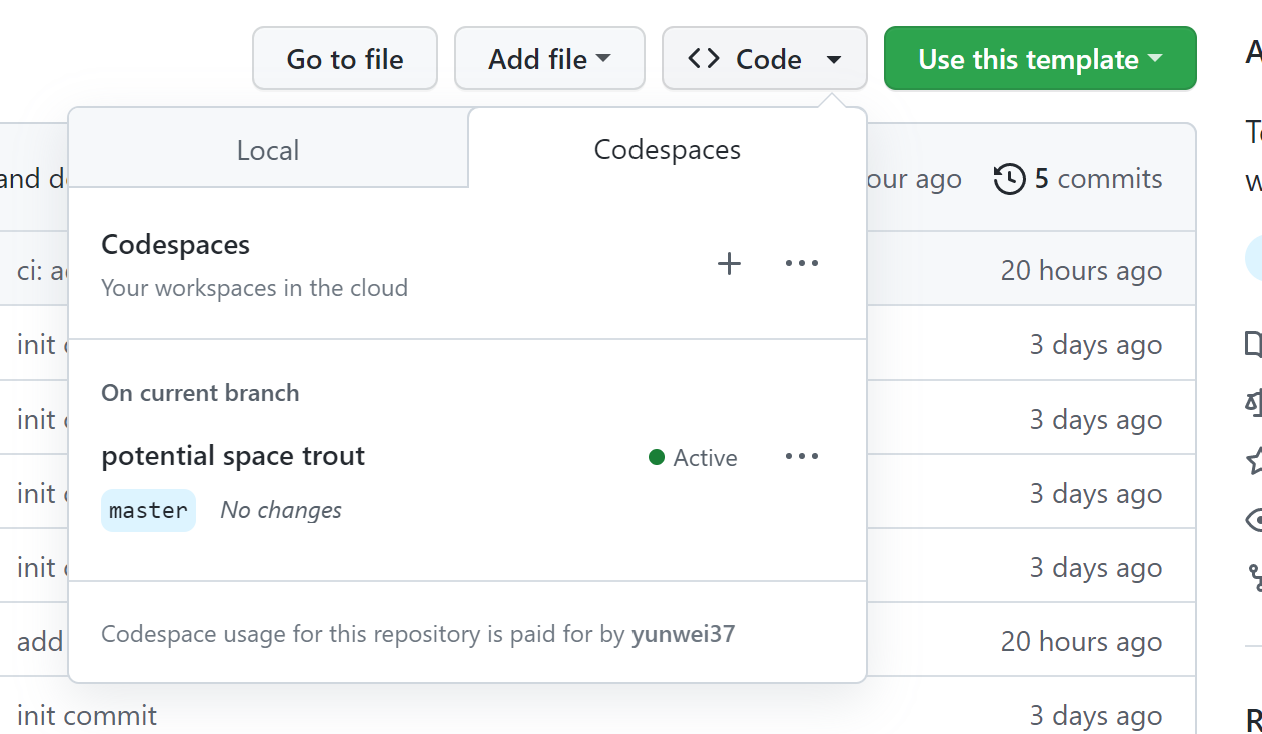 Go to file
Add file
Code
Use this template
Local
Codespaces
and
ago
5 commits
Codespaces
Your workspaces in the cloud
ci:
20 hours ago
init
3 days ago
On current branch
init
3 days ago
potential space trout
Active
init
3 days ago
master
No changes
init
3 days ago
Codespace usage for this repository is paid for by yunwei37
add
20 hours ago
init commit
3 days ago